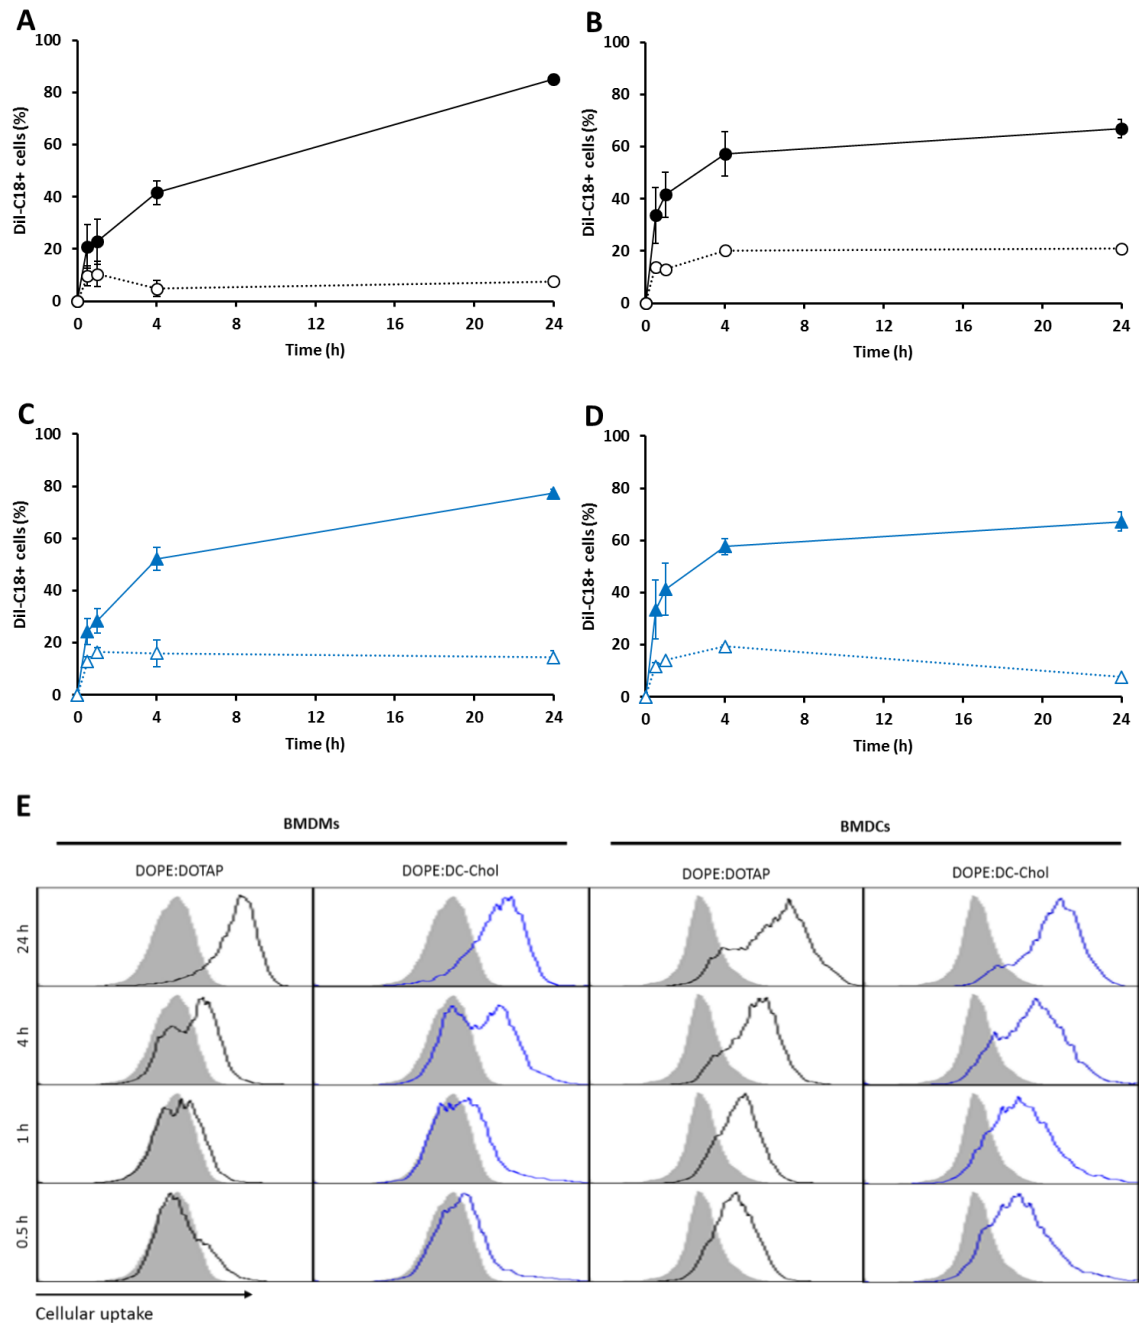 A
100
80
60
40
20
0
Dil-C18+ cells (%)
0 4 8 12 16 20 24
Time (h)
B
100
80
60
40
20
0
Dil-C18+ cells (%)
0 4 8 12 16 20 24
Time (h)
C
100
80
60
40
20
0
Dil-C18+ cells (%)
0 4 8 12 16 20 24
Time (h)
D
100
80
60
40
20
0
Dil-C18+ cells (%)
0 4 8 12 16 20 24
Time (h)
E
BMDMs BMDCs
DOPE:DOTAP DOPE:DC-Chol DOPE:DOTAP DOPE:DC-Chol
24 h
4 h
1 h
0.5 h
Cellular uptake